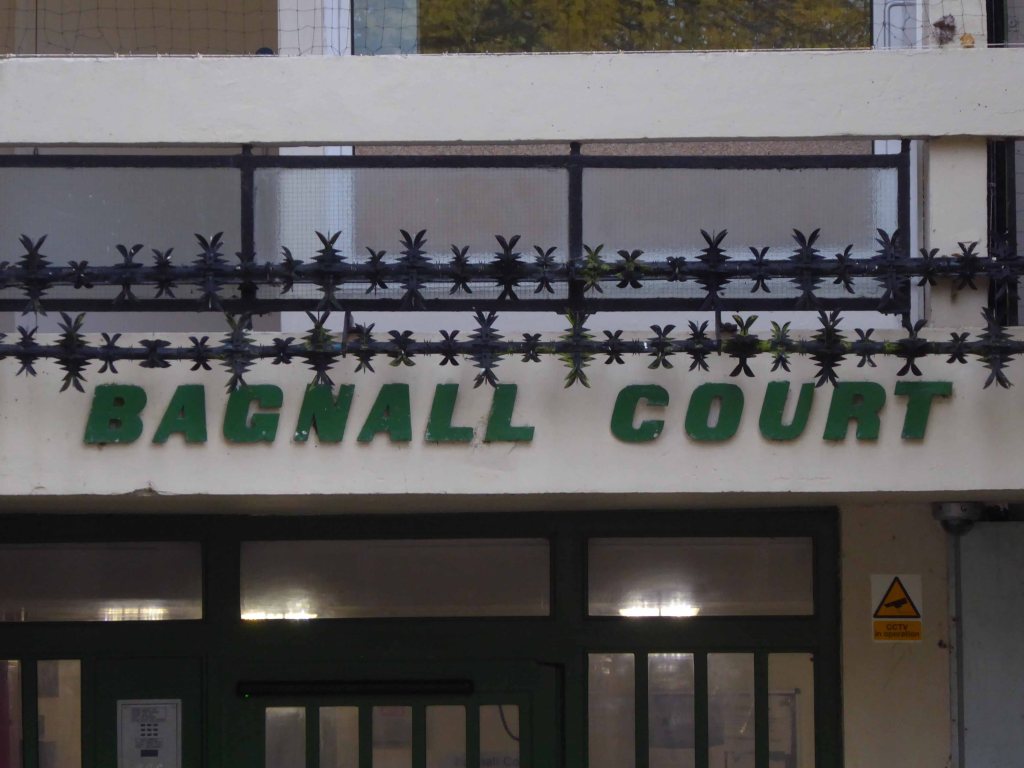 BAGNALL COURT
CCTV
in operation